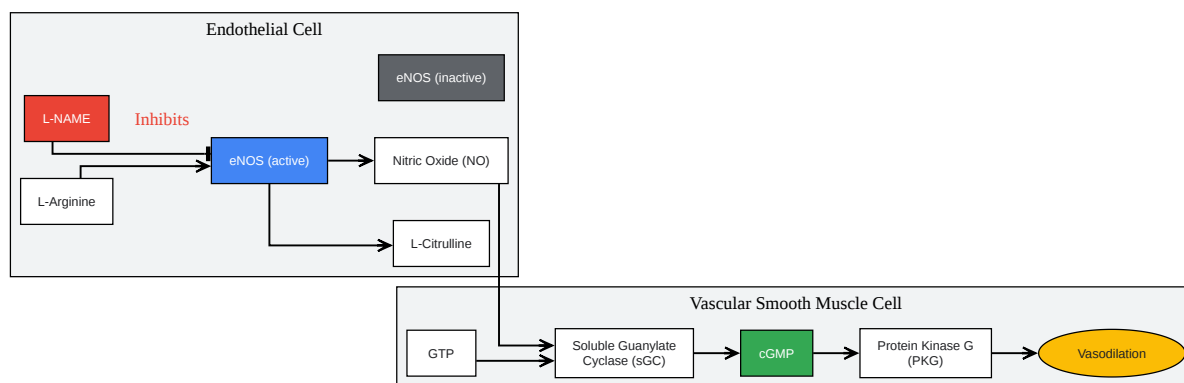 Endothelial Cell
eNOS (inactive)
L-NAME
Inhibits
eNOS (active)
Nitric Oxide (NO)
L-Arginine
L-Citrulline
Vascular Smooth Muscle Cell
GTP
Soluble Guanylate
Cyclase (sGC)
cGMP
Protein Kinase G
(PKG)
Vasodilation